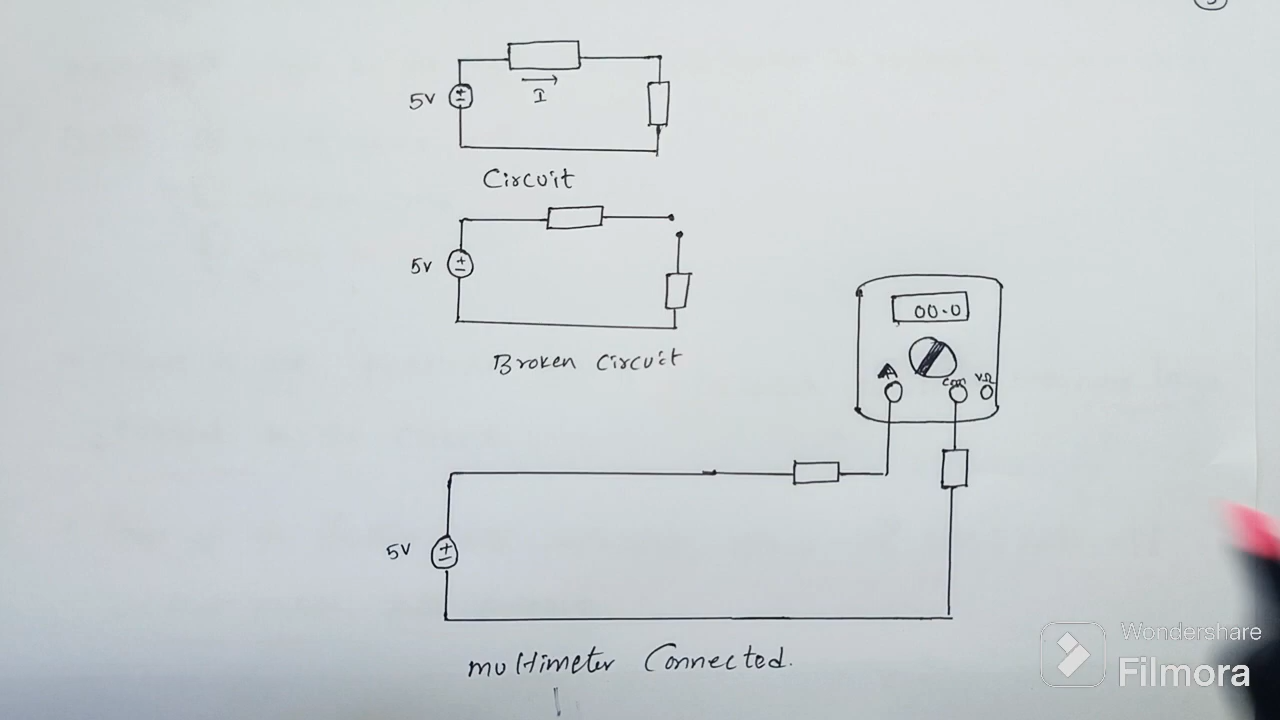 5V
I
Circuit
5V
Broken Circuit
00.0
A
com
VΩ
5V
multimeter Connected.
Wondershare
Filmora